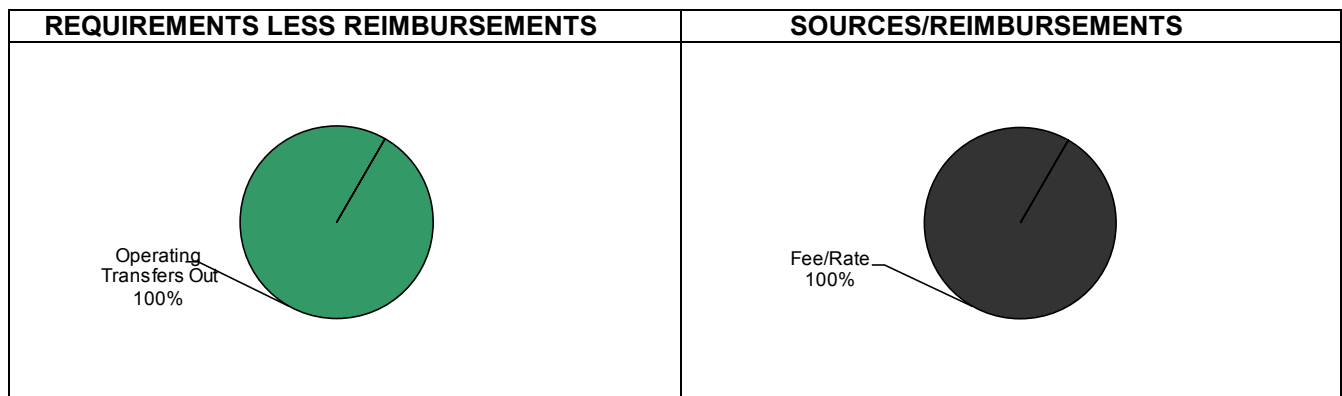 REQUIREMENTS LESS REIMBURSEMENTS
SOURCES/REIMBURSEMENTS
Operating
Transfers Out
100%
Fee/Rate
100%